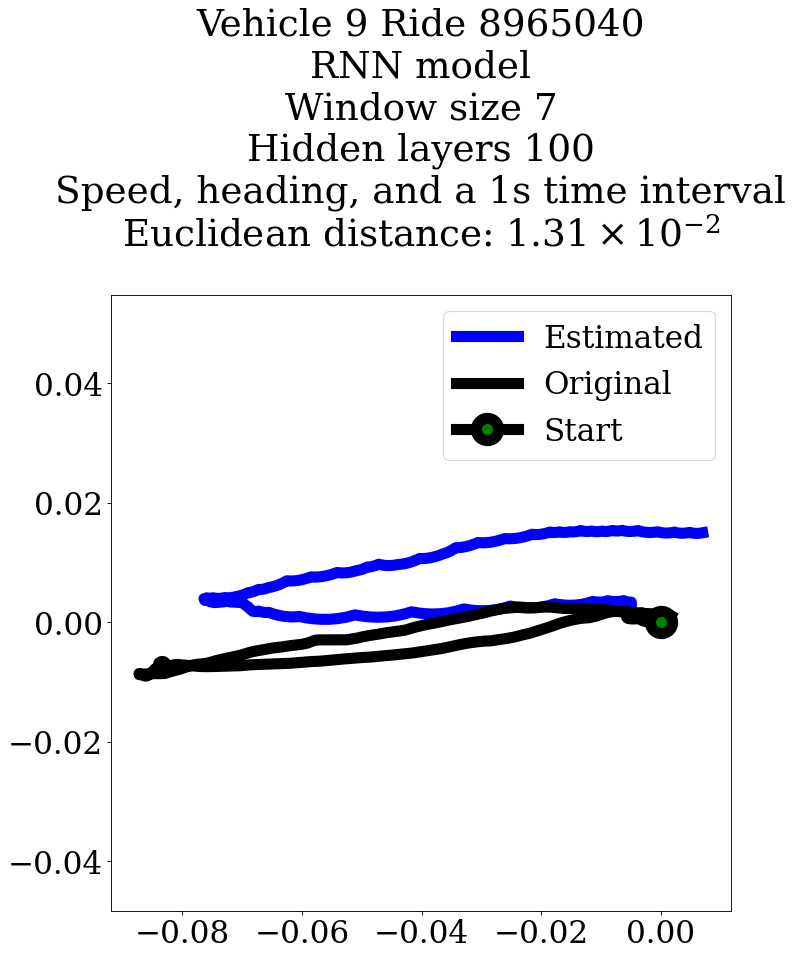 Vehicle 9 Ride 8965040
RNN model
Window size 7
Hidden layers 100
Speed, heading, and a 1s time interval
Euclidean distance: 1.31 × 10⁻²
Estimated
Original
Start
0.04
0.02
0.00
−0.02
−0.04
−0.08 −0.06 −0.04 −0.02 0.00